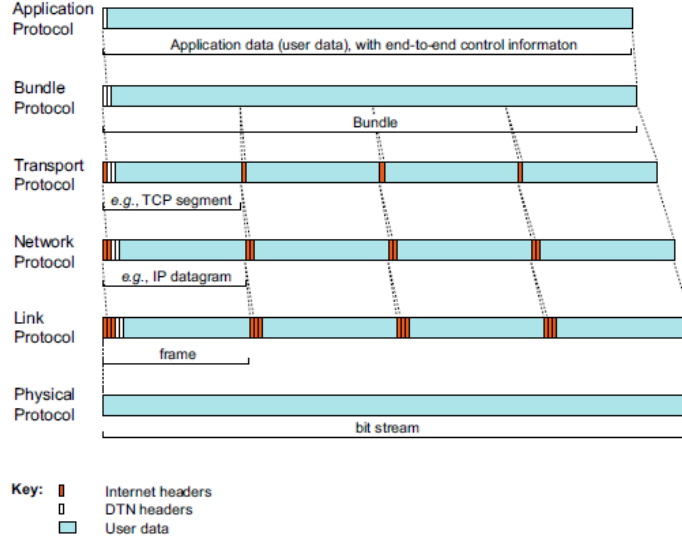 Application
Protocol
Application data (user data), with end-to-end control informaton
Bundle
Protocol
Bundle
Transport
Protocol
e.g., TCP segment
Network
Protocol
e.g., IP datagram
Link
Protocol
frame
Physical
Protocol
bit stream
Key:
Internet headers
DTN headers
User data